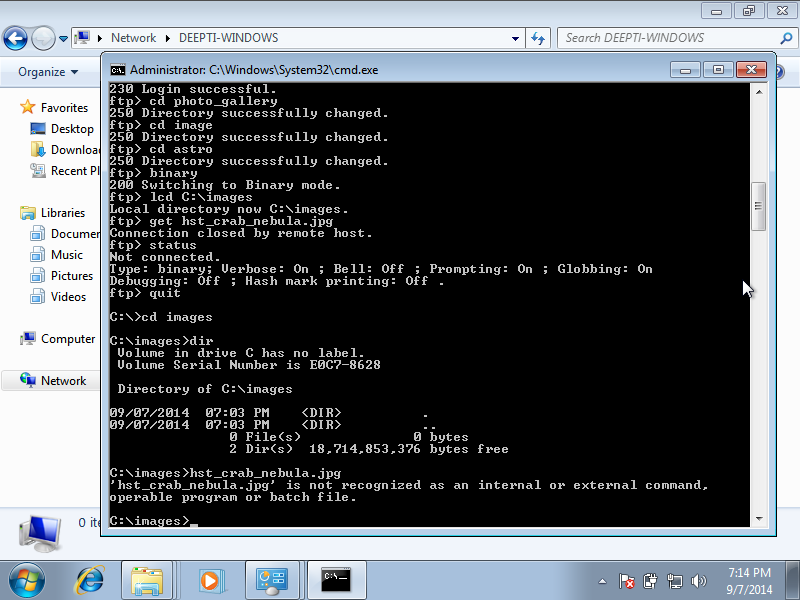 Network
DEEPTI-WINDOWS
Search DEEPTI-WINDOWS
Organize
Administrator: C:\Windows\System32\cmd.exe
Favorites
Desktop
Downloa
Recent Pl
Libraries
Documen
Music
Pictures
Videos
Computer
Network
230 Login successful.
ftp> cd photo_gallery
250 Directory successfully changed.
ftp> cd image
250 Directory successfully changed.
ftp> cd astro
250 Directory successfully changed.
ftp> binary
200 Switching to Binary mode.
ftp> lcd C:\images
Local directory now C:\images.
ftp> get hst_crab_nebula.jpg
Connection closed by remote host.
ftp> status
Not connected.
Type: binary; Verbose: On ; Bell: Off ; Prompting: On ; Globbing: On
Debugging: Off ; Hash mark printing: Off .
ftp> quit
C:\>cd images
C:\images>dir
Volume in drive C has no label.
Volume Serial Number is E0C7-8628
Directory of C:\images
09/07/2014 07:03 PM <DIR> .
09/07/2014 07:03 PM <DIR> ..
0 File(s) 0 bytes
2 Dir(s) 18,714,853,376 bytes free
C:\images>hst_crab_nebula.jpg
'hst_crab_nebula.jpg' is not recognized as an internal or external command,
operable program or batch file.
C:\images>_
0 ite
7:14 PM
9/7/2014